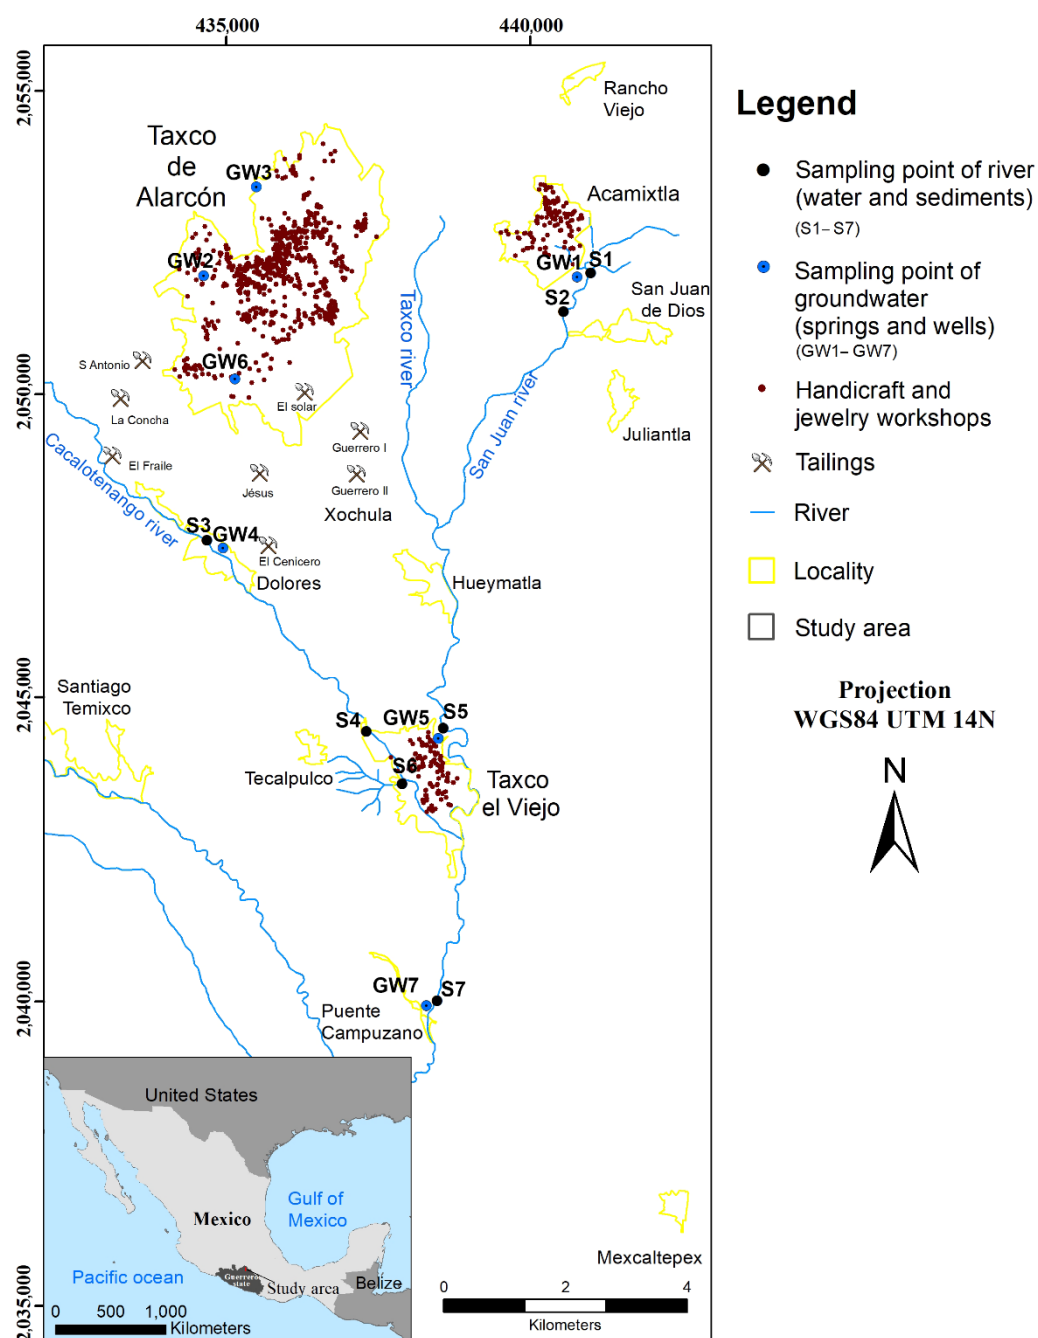 435,000
440,000
2,055,000
2,050,000
2,045,000
2,040,000
2,035,000
Rancho
Viejo
Taxco
de
Alarcón
GW3
Acamixtla
GW2
GW1
S1
S2
San Juan
de Dios
Taxco river
GW6
S Antonio
El solar
La Concha
San Juan river
Juliantla
Guerrero I
Cacalotenango river
El Fraile
Jésus
Guerrero II
Xochula
S3
GW4
El Cenicero
Dolores
Hueymatla
Santiago
Temixco
S4
GW5
S5
Tecalpulco
S6
Taxco
el Viejo
GW7
S7
Puente
Campuzano
Mexcaltepex
0 2 4
Kilometers
United States
Gulf of
Mexico
Mexico
Pacific ocean
Guerrero
state
Study area
Belize
0 500 1,000
Kilometers
Legend
Sampling point of river
(water and sediments)
(S1– S7)
Sampling point of
groundwater
(springs and wells)
(GW1– GW7)
Handicraft and
jewelry workshops
Tailings
River
Locality
Study area
Projection
WGS84 UTM 14N
N